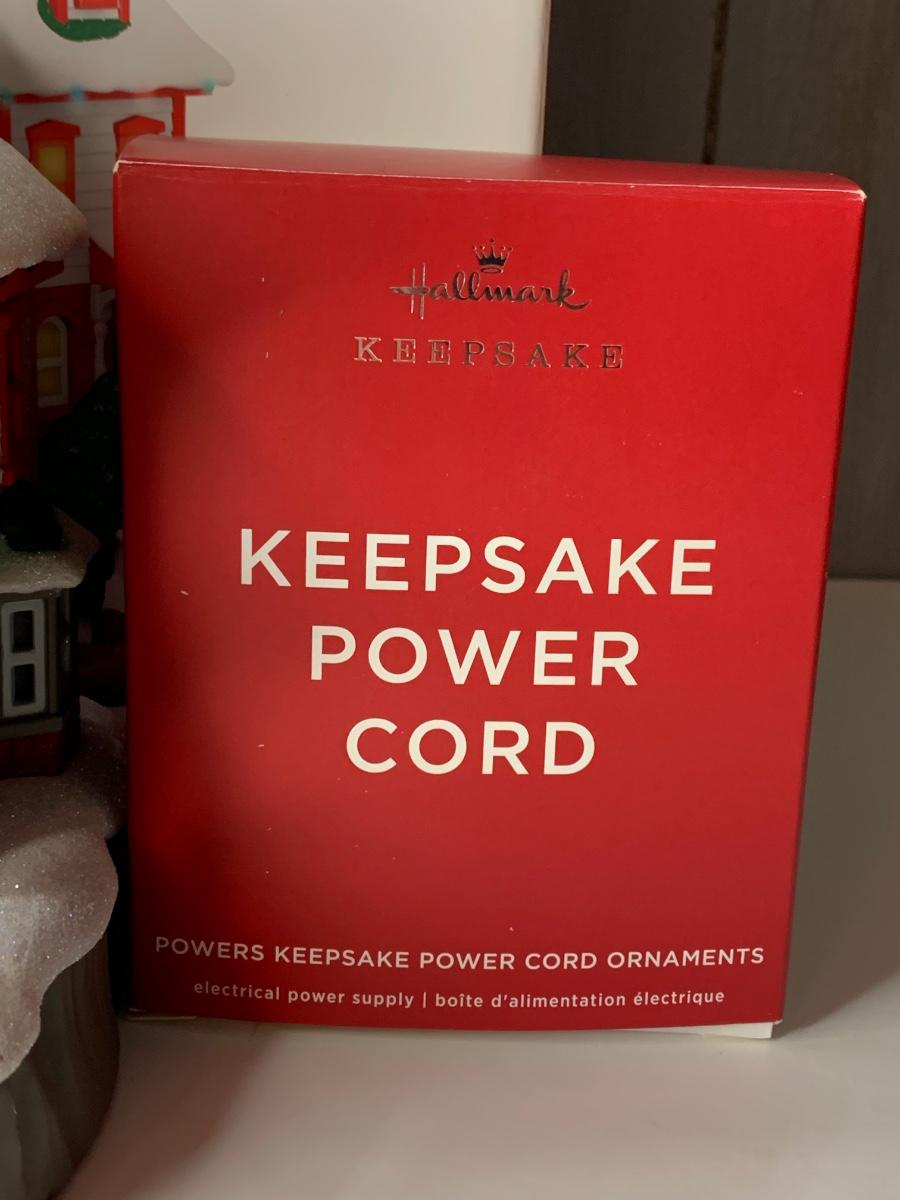 Hallmark
KEEPSAKE
KEEPSAKE
POWER
CORD
POWERS KEEPSAKE POWER CORD ORNAMENTS
electrical power supply | boîte d'alimentation électrique